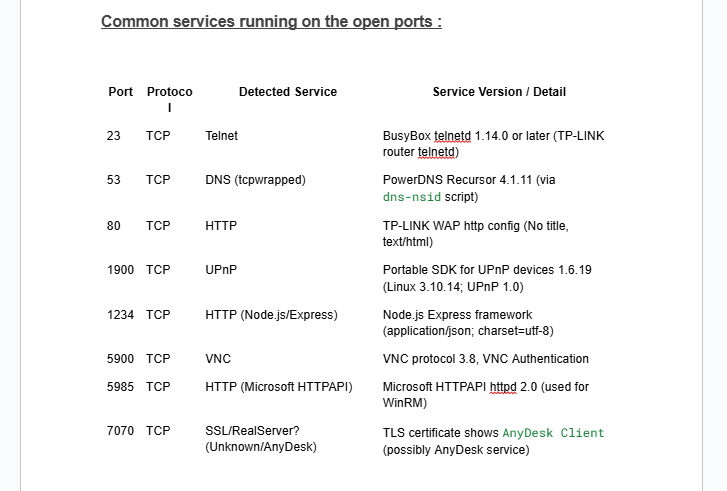 Common services running on the open ports :
Port Protoco
l Detected Service Service Version / Detail
23 TCP Telnet BusyBox telnetd 1.14.0 or later (TP-LINK
router telnetd)
53 TCP DNS (tcpwrapped) PowerDNS Recursor 4.1.11 (via
dns-nsid script)
80 TCP HTTP TP-LINK WAP http config (No title,
text/html)
1900 TCP UPnP Portable SDK for UPnP devices 1.6.19
(Linux 3.10.14; UPnP 1.0)
1234 TCP HTTP (Node.js/Express) Node.js Express framework
(application/json; charset=utf-8)
5900 TCP VNC VNC protocol 3.8, VNC Authentication
5985 TCP HTTP (Microsoft HTTPAPI) Microsoft HTTPAPI httpd 2.0 (used for
WinRM)
7070 TCP SSL/RealServer? TLS certificate shows AnyDesk Client
(Unknown/AnyDesk) (possibly AnyDesk service)